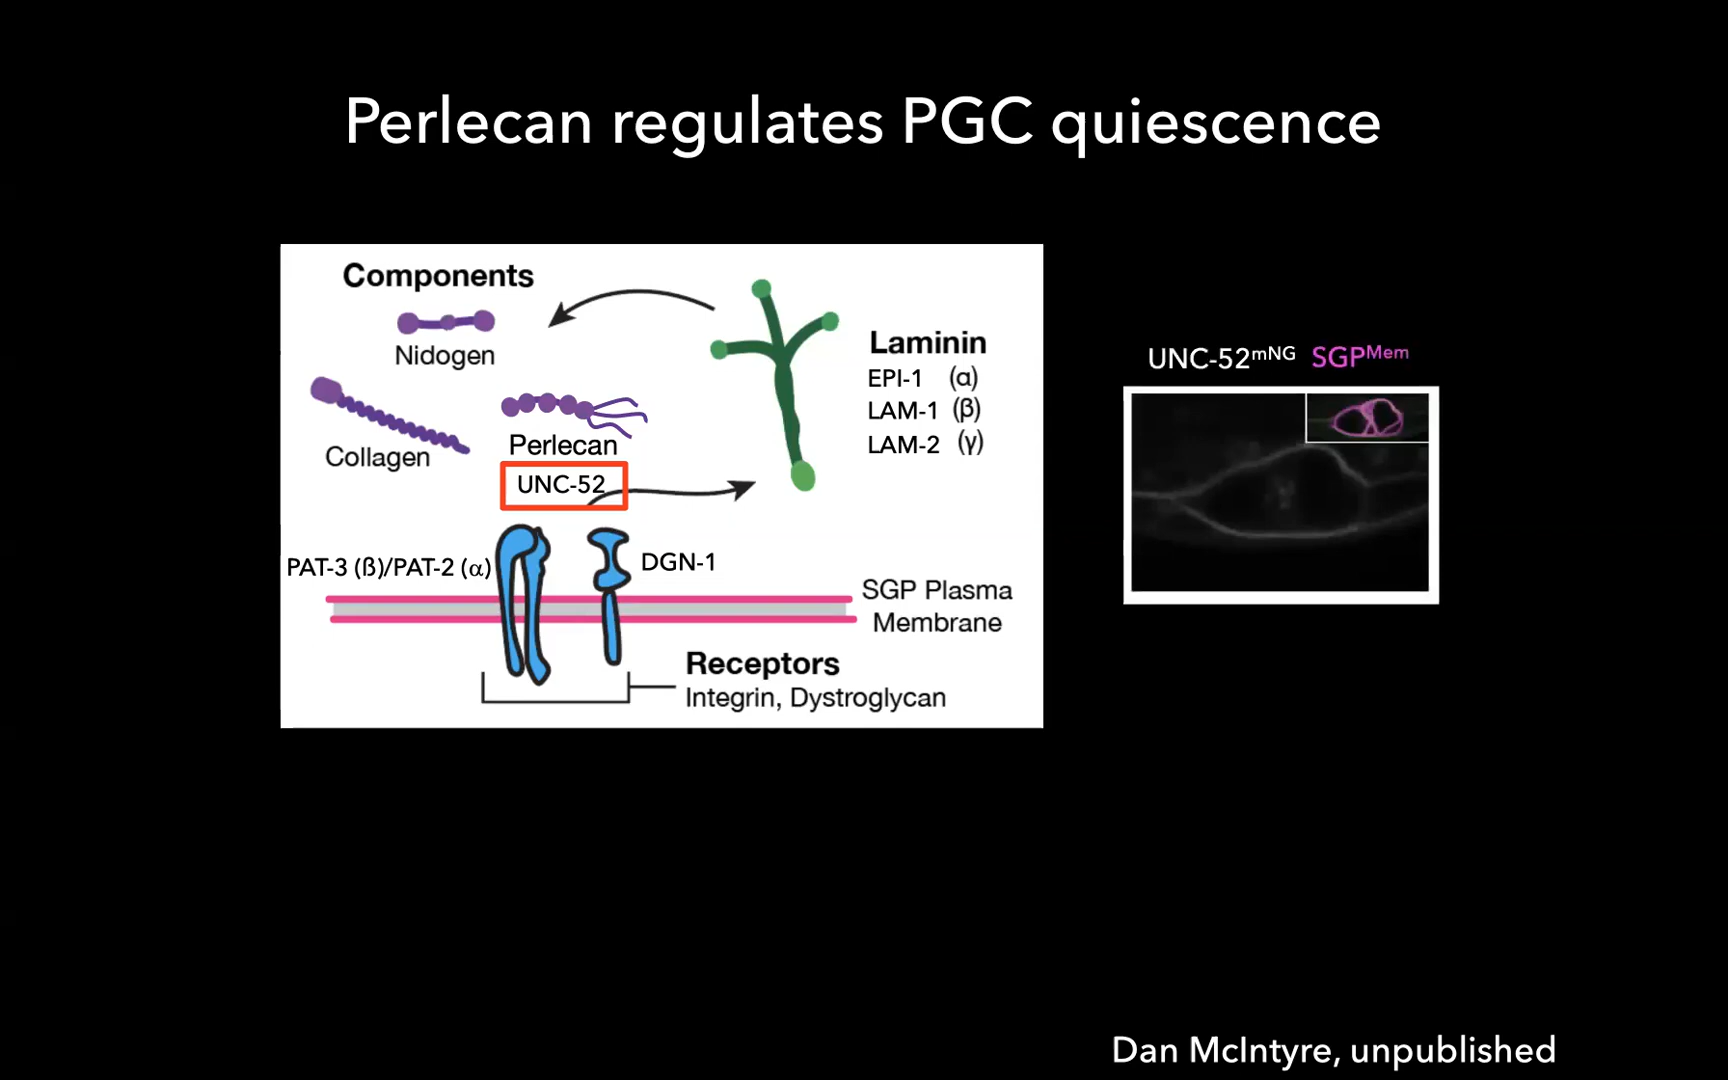 Perlecan regulates PGC quiescence
Components
Nidogen
Collagen
Perlecan
UNC-52
Laminin
EPI-1 (α)
LAM-1 (β)
LAM-2 (γ)
PAT-3 (ß)/PAT-2 (α)
DGN-1
SGP Plasma
Membrane
Receptors
Integrin, Dystroglycan
UNC-52mNG SGPMem
Dan McIntyre, unpublished